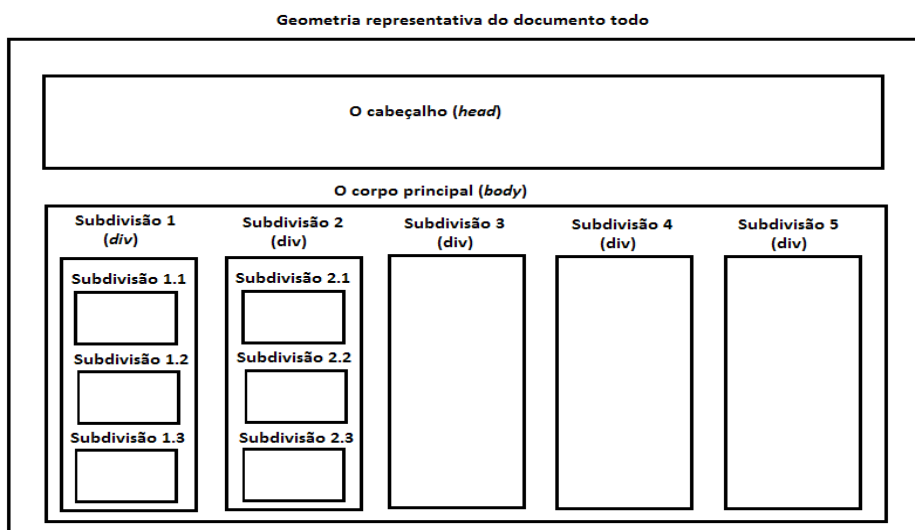 Geometria representativa do documento todo
O cabeçalho (head)
O corpo principal (body)
Subdivisão 1
(div)
Subdivisão 1.1
Subdivisão 1.2
Subdivisão 1.3
Subdivisão 2
(div)
Subdivisão 2.1
Subdivisão 2.2
Subdivisão 2.3
Subdivisão 3
(div)
Subdivisão 4
(div)
Subdivisão 5
(div)